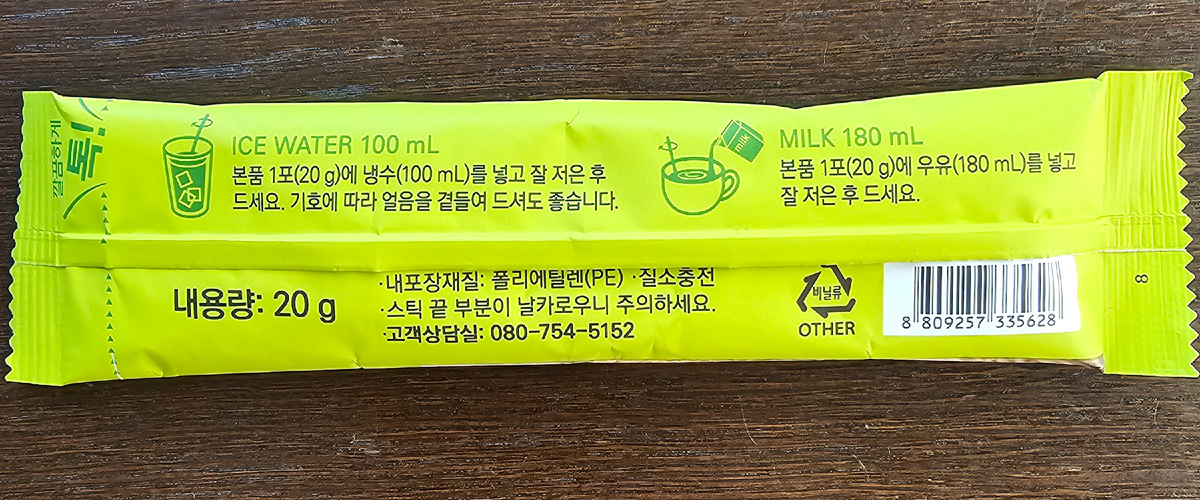 깔끔하게
톡!
ICE WATER 100 mL
본품 1포(20 g)에 냉수(100 mL)를 넣고 잘 저은 후
드세요. 기호에 따라 얼음을 곁들여 드셔도 좋습니다.
milk
MILK 180 mL
본품 1포(20 g)에 우유(180 mL)를 넣고
잘 저은 후 드세요.
내용량: 20 g
·내포장재질: 폴리에틸렌(PE) ·질소충전
·스틱 끝 부분이 날카로우니 주의하세요.
·고객상담실: 080-754-5152
비닐류
OTHER
8 809257 335628
8